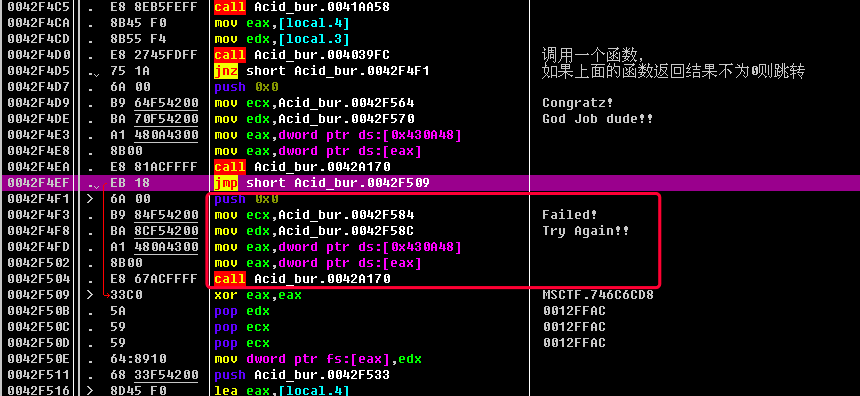 0042F4C5 . E8 8EB5FEFF call Acid_bur.0041AA58
0042F4CA . 8B45 F0 mov eax,[local.4]
0042F4CD . 8B55 F4 mov edx,[local.3]
0042F4D0 . E8 2745FDFF call Acid_bur.004039FC 调用一个函数,
0042F4D5 .⌄ 75 1A jnz short Acid_bur.0042F4F1 如果上面的函数返回结果不为0则跳转
0042F4D7 . 6A 00 push 0x0
0042F4D9 . B9 64F54200 mov ecx,Acid_bur.0042F564 Congratz!
0042F4DE . BA 70F54200 mov edx,Acid_bur.0042F570 God Job dude!!
0042F4E3 . A1 480A4300 mov eax,dword ptr ds:[0x430A48]
0042F4E8 . 8B00 mov eax,dword ptr ds:[eax]
0042F4EA . E8 81ACFFFF call Acid_bur.0042A170
0042F4EF .⌄ EB 18 jmp short Acid_bur.0042F509
0042F4F1 > 6A 00 push 0x0
0042F4F3 . B9 84F54200 mov ecx,Acid_bur.0042F584 Failed!
0042F4F8 . BA 8CF54200 mov edx,Acid_bur.0042F58C Try Again!!
0042F4FD . A1 480A4300 mov eax,dword ptr ds:[0x430A48]
0042F502 . 8B00 mov eax,dword ptr ds:[eax]
0042F504 . E8 67ACFFFF call Acid_bur.0042A170
0042F509 > 33C0 xor eax,eax MSCTF.746C6CD8
0042F50B . 5A pop edx 0012FFAC
0042F50C . 59 pop ecx 0012FFAC
0042F50D . 59 pop ecx 0012FFAC
0042F50E . 64:8910 mov dword ptr fs:[eax],edx
0042F511 . 68 33F54200 push Acid_bur.0042F533
0042F516 > 8D45 F0 lea eax,[local.4]